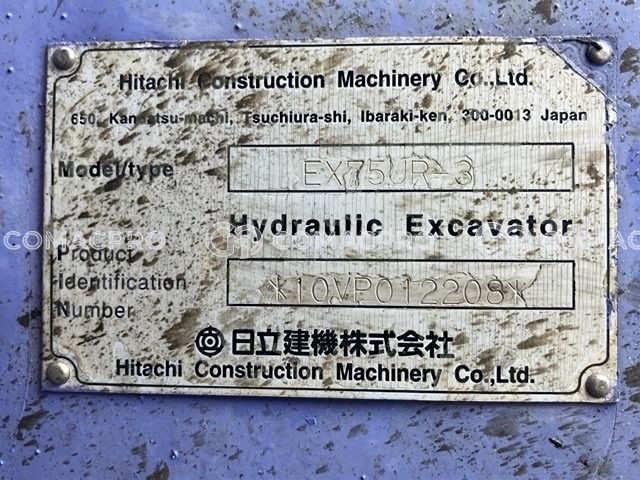 Hitachi Construction Machinery Co.,Ltd.
650, Kandatsu-machi, Tsuchiura-shi, Ibaraki-ken, 300-0013 Japan
Model/type EX75UR-3
Hydraulic Excavator
COMACPRO COMACPRO
Product
Identification
Number *10VP012208*
日立建機株式会社
Hitachi Construction Machinery Co.,Ltd.